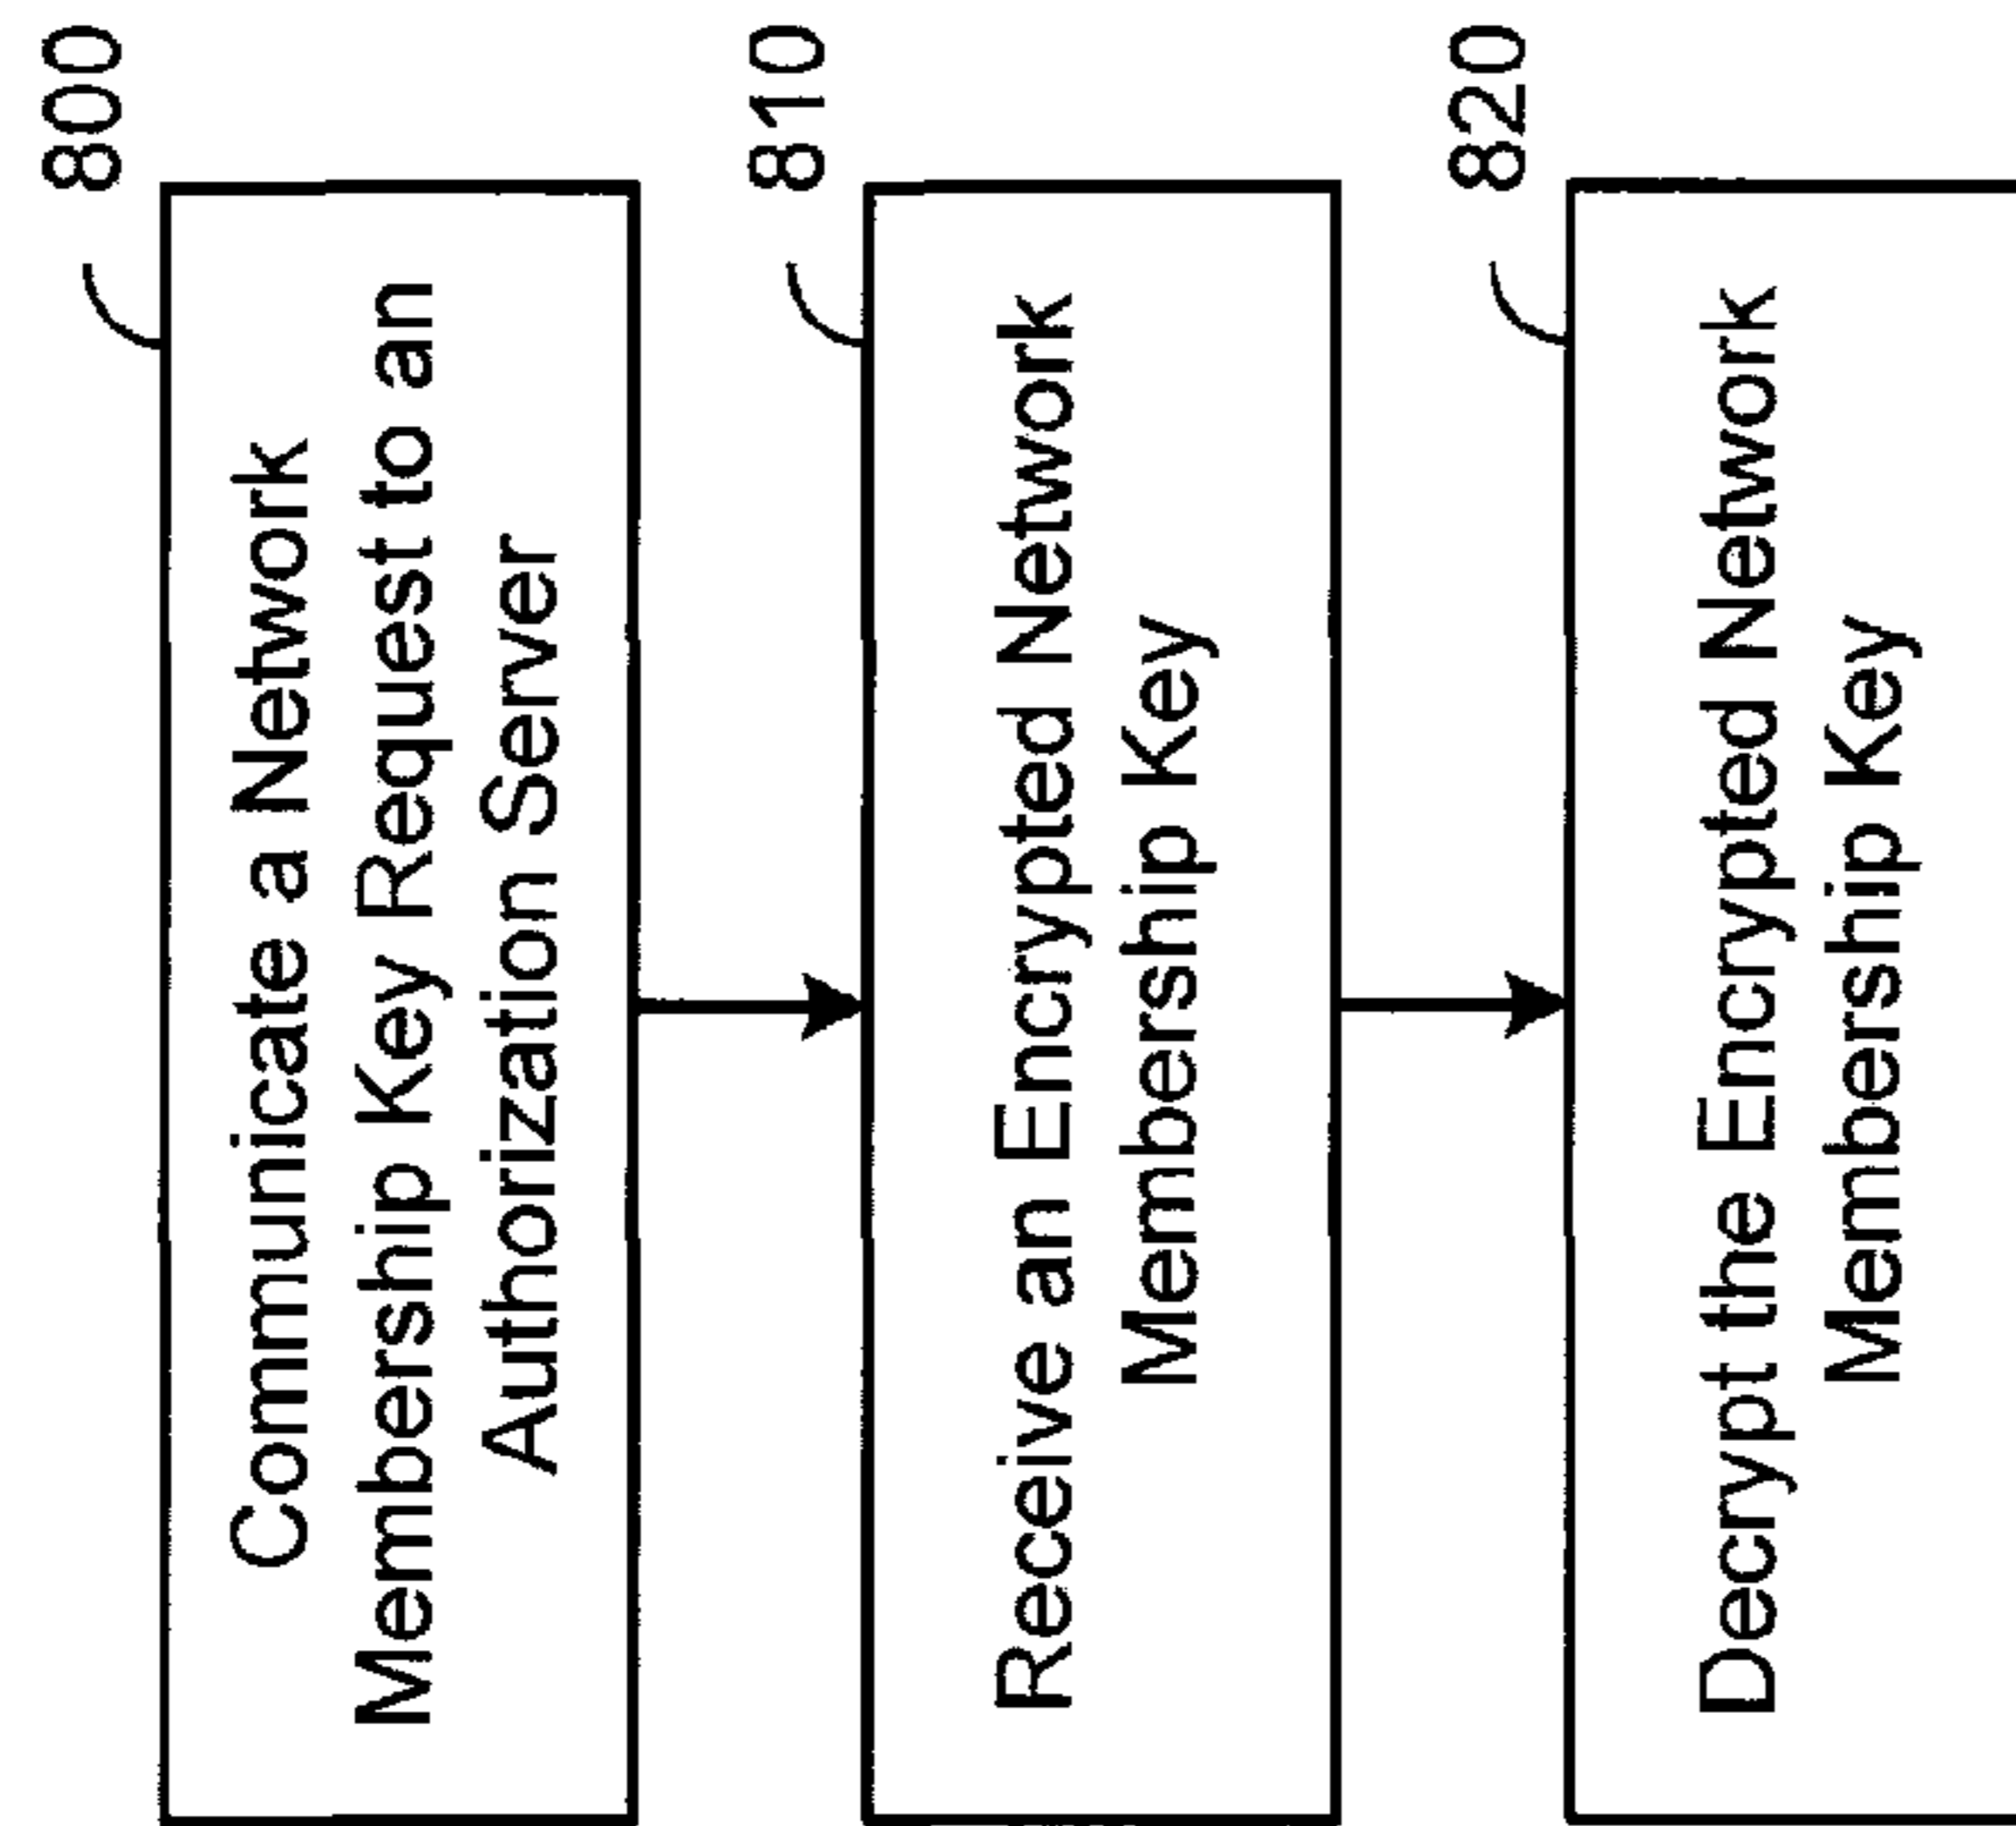 800
Communicate a Network
Membership Key Request to an
Authorization Server
810
Receive an Encrypted Network
Membership Key
820
Decrypt the Encrypted Network
Membership Key